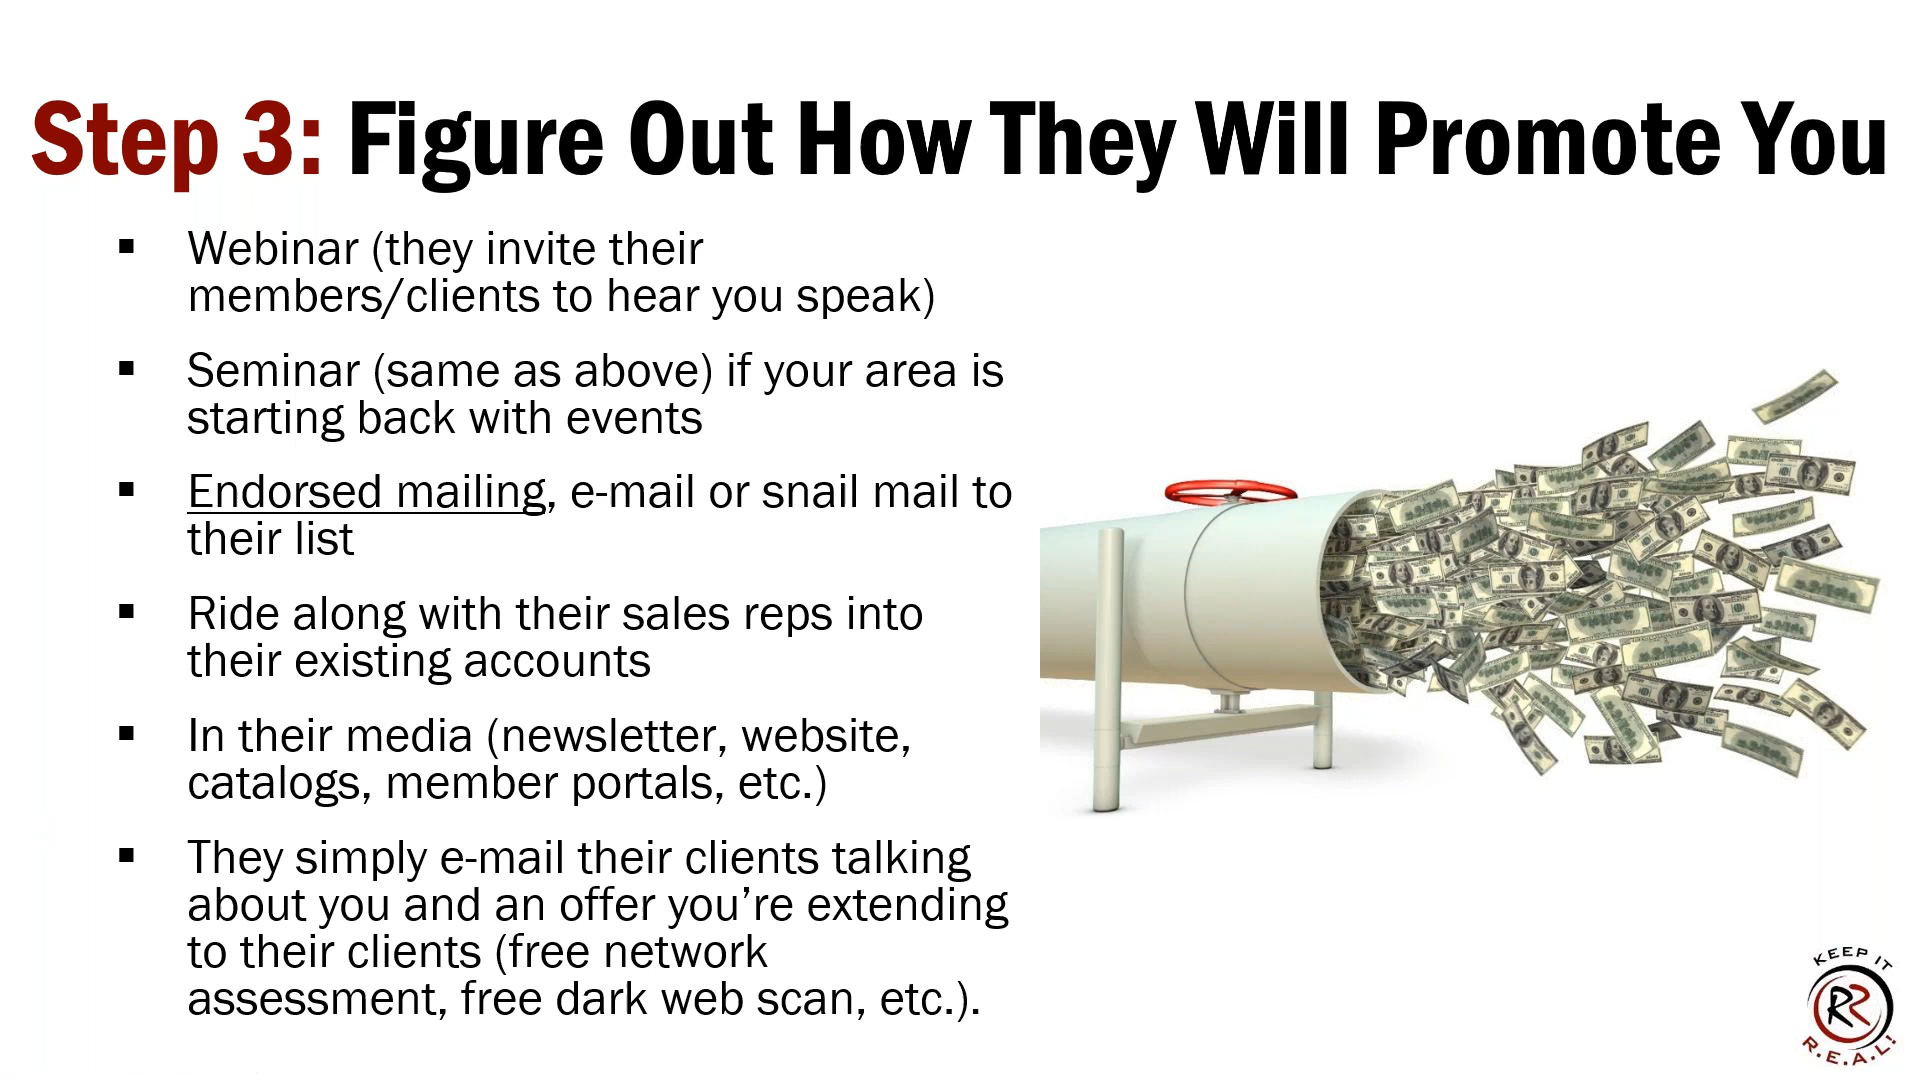 Step 3: Figure Out How They Will Promote You
▪ Webinar (they invite their
members/clients to hear you speak)
▪ Seminar (same as above) if your area is
starting back with events
▪ Endorsed mailing, e-mail or snail mail to
their list
▪ Ride along with their sales reps into
their existing accounts
▪ In their media (newsletter, website,
catalogs, member portals, etc.)
▪ They simply e-mail their clients talking
about you and an offer you’re extending
to their clients (free network
assessment, free dark web scan, etc.).
KEEP IT
RR
R.E.A.L!